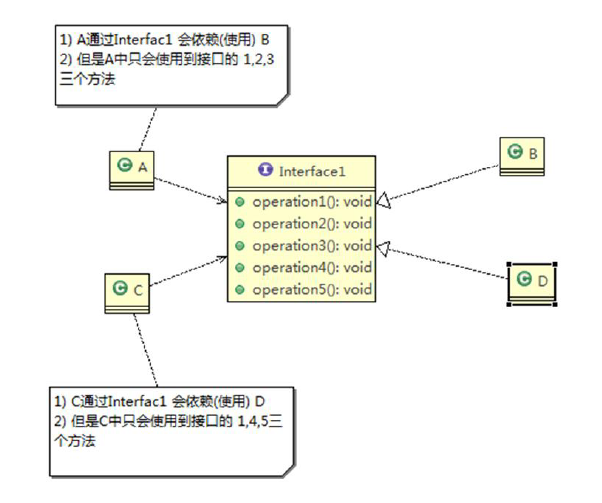 1) A通过Interfac1 会依赖(使用) B
2) 但是A中只会使用到接口的 1,2,3
三个方法
C A
I Interface1
operation1(): void
operation2(): void
operation3(): void
operation4(): void
operation5(): void
C B
C C
C D
1) C通过Interfac1 会依赖(使用) D
2) 但是C中只会使用到接口的 1,4,5三
个方法